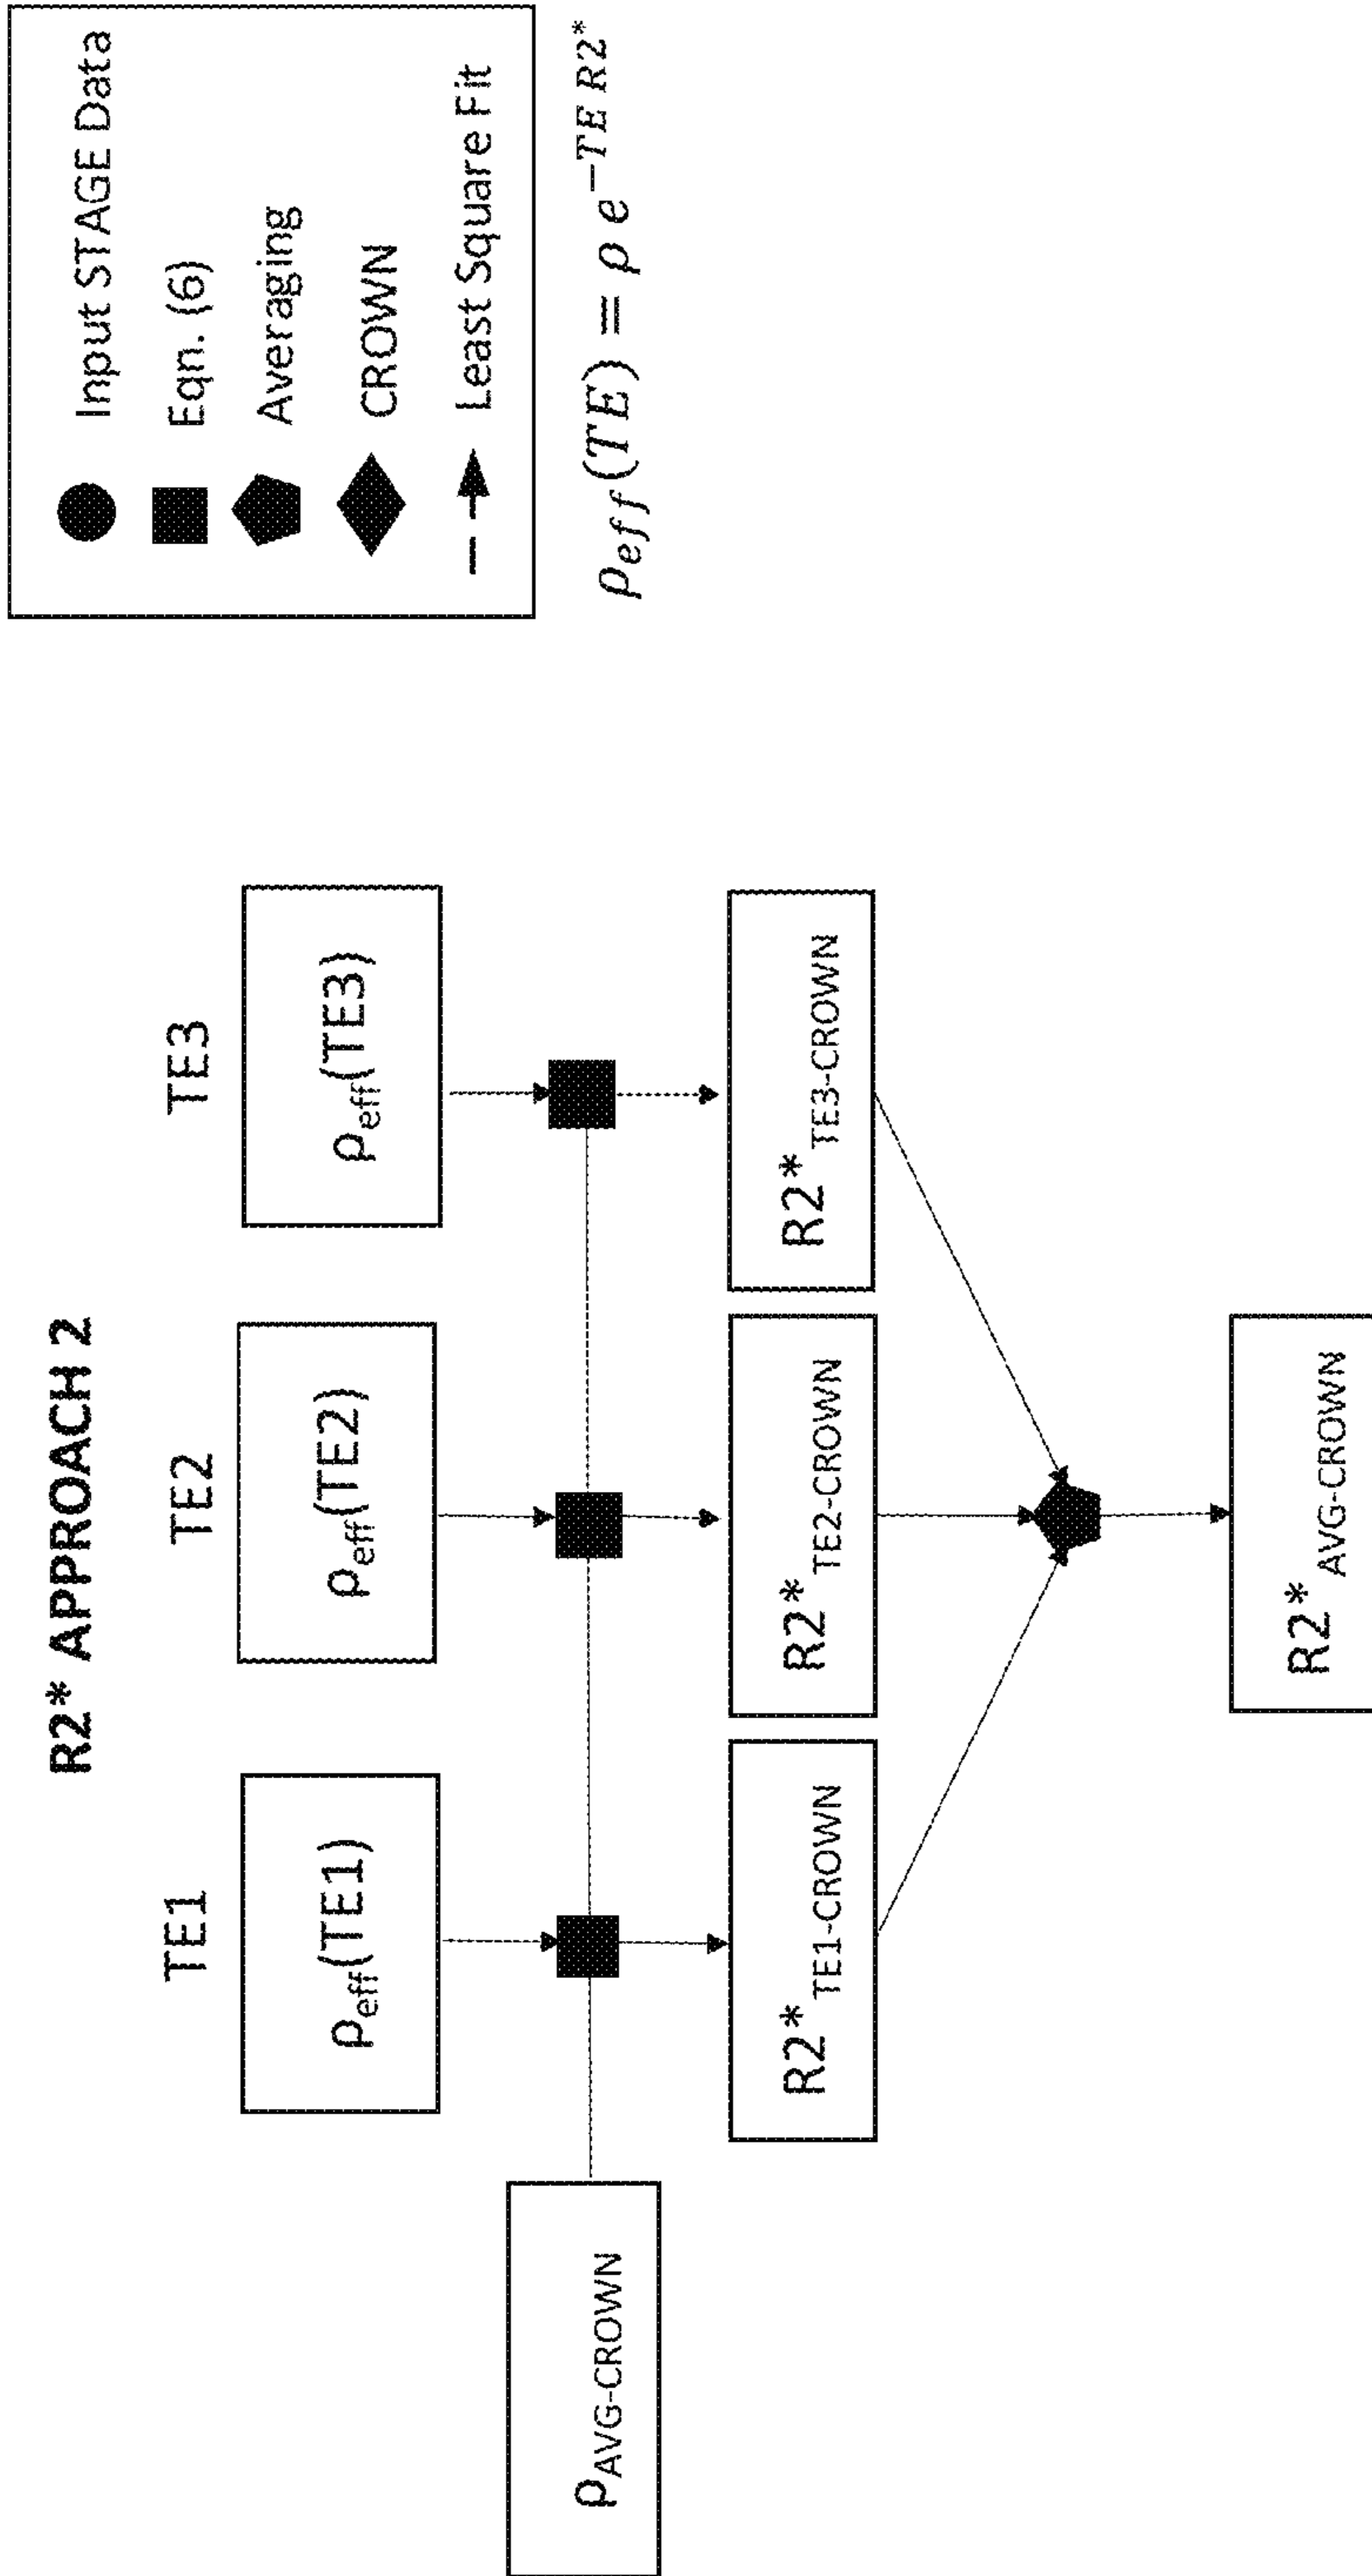 R2* APPROACH 2
TE1
TE2
TE3
ρeff(TE1)
ρeff(TE2)
ρeff(TE3)
ρAVG-CROWN
R2*TE1-CROWN
R2*TE2-CROWN
R2*TE3-CROWN
R2*AVG-CROWN
Input STAGE Data
Eqn. (6)
Averaging
CROWN
Least Square Fit
ρeff(TE) = ρ e^−TE R2*